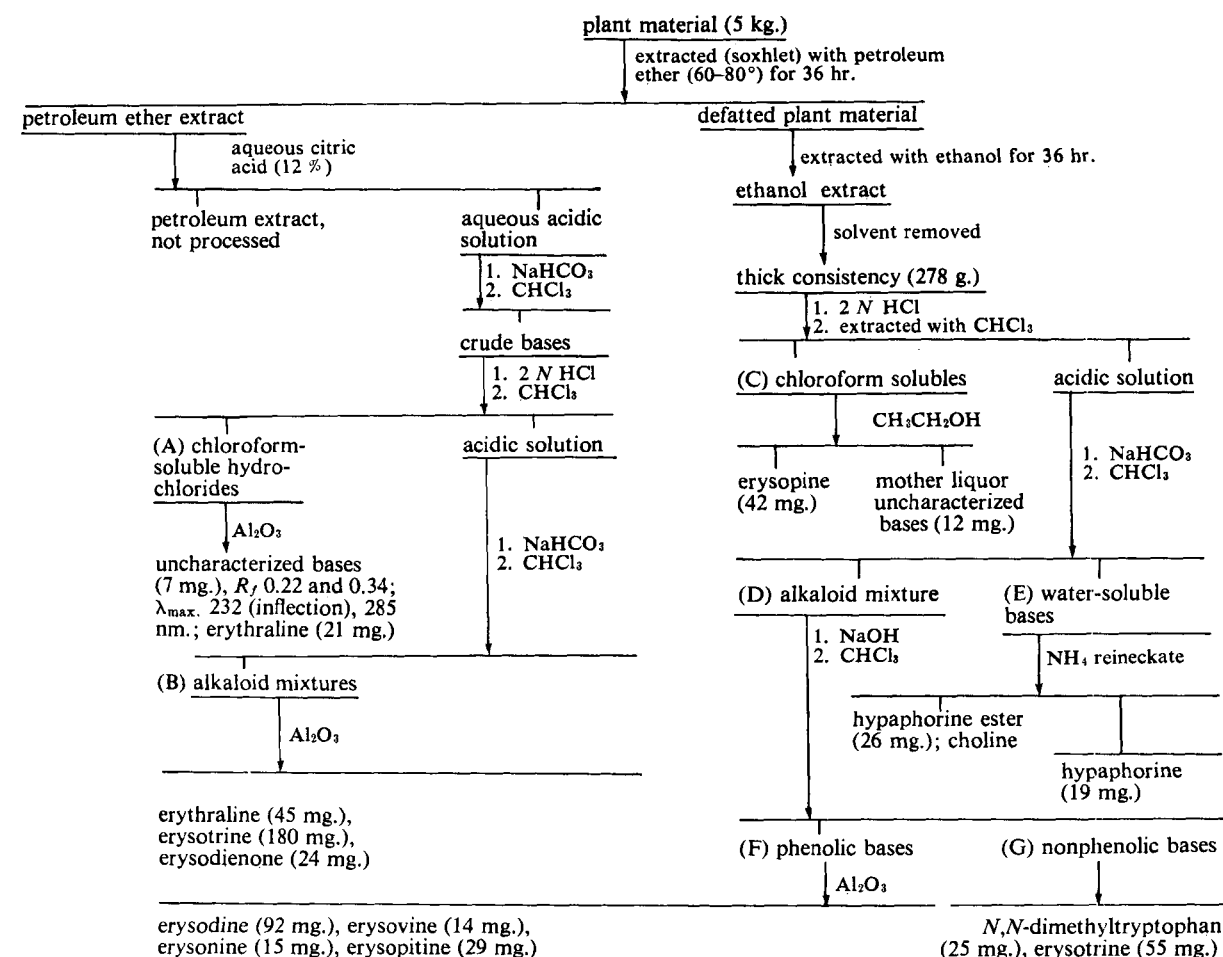 plant material (5 kg.)
extracted (soxhlet) with petroleum
ether (60–80°) for 36 hr.
petroleum ether extract
aqueous citric
acid (12 %)
petroleum extract,
not processed
aqueous acidic
solution
1. NaHCO₃
2. CHCl₃
crude bases
1. 2 N HCl
2. CHCl₃
(A) chloroform-
soluble hydro-
chlorides
Al₂O₃
uncharacterized bases
(7 mg.), Rf 0.22 and 0.34;
λmax. 232 (inflection), 285
nm.; erythraline (21 mg.)
acidic solution
1. NaHCO₃
2. CHCl₃
(B) alkaloid mixtures
Al₂O₃
erythraline (45 mg.),
erysotrine (180 mg.),
erysodienone (24 mg.)
defatted plant material
extracted with ethanol for 36 hr.
ethanol extract
solvent removed
thick consistency (278 g.)
1. 2 N HCl
2. extracted with CHCl₃
(C) chloroform solubles
CH₃CH₂OH
erysopine
(42 mg.)
mother liquor
uncharacterized
bases (12 mg.)
acidic solution
1. NaHCO₃
2. CHCl₃
(D) alkaloid mixture
1. NaOH
2. CHCl₃
(E) water-soluble
bases
NH₄ reineckate
hypaphorine ester
(26 mg.); choline
hypaphorine
(19 mg.)
(F) phenolic bases
Al₂O₃
erysodine (92 mg.), erysovine (14 mg.),
erysonine (15 mg.), erysopitine (29 mg.)
(G) nonphenolic bases
N,N-dimethyltryptophan
(25 mg.), erysotrine (55 mg.)